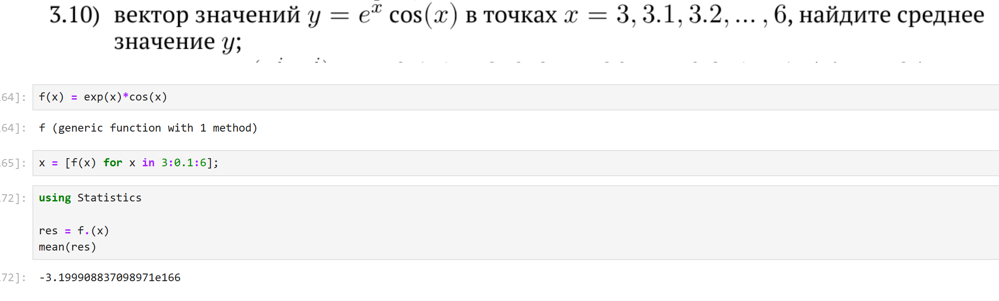 3.10) вектор значений y = eˣ cos(x) в точках x = 3, 3.1, 3.2, … , 6, найдите среднее
значение y;
64]: f(x) = exp(x)*cos(x)
64]: f (generic function with 1 method)
65]: x = [f(x) for x in 3:0.1:6];
72]: using Statistics
res = f.(x)
mean(res)
72]: -3.199908837098971e166